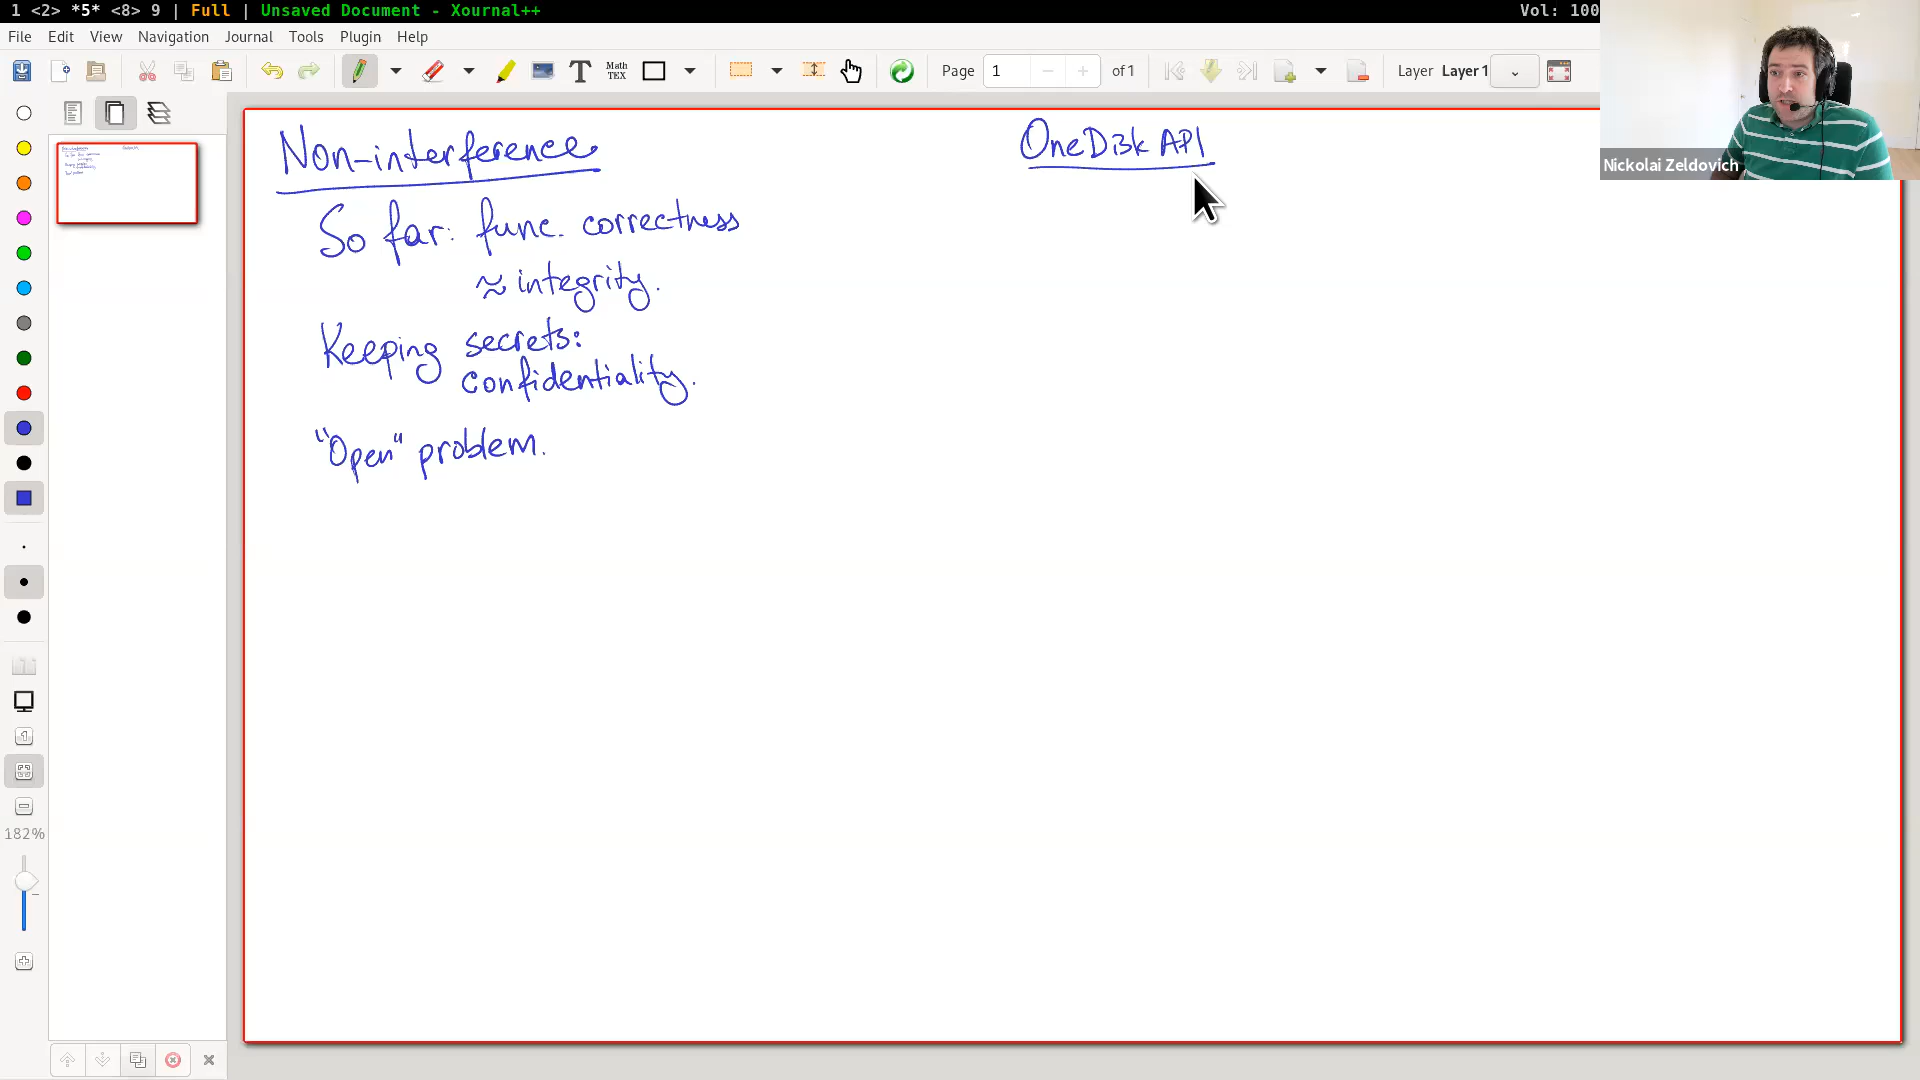 1 <2> *5* <8> 9 | Full | Unsaved Document - Xournal++
Vol: 100
File Edit View Navigation Journal Tools Plugin Help
Math
TEX
Page 1 of 1 Layer Layer 1
Nickolai Zeldovich
Non-interference
OneDisk API
So far: func. correctness
≈ integrity.
Keeping secrets:
confidentiality.
"Open" problem.
182%